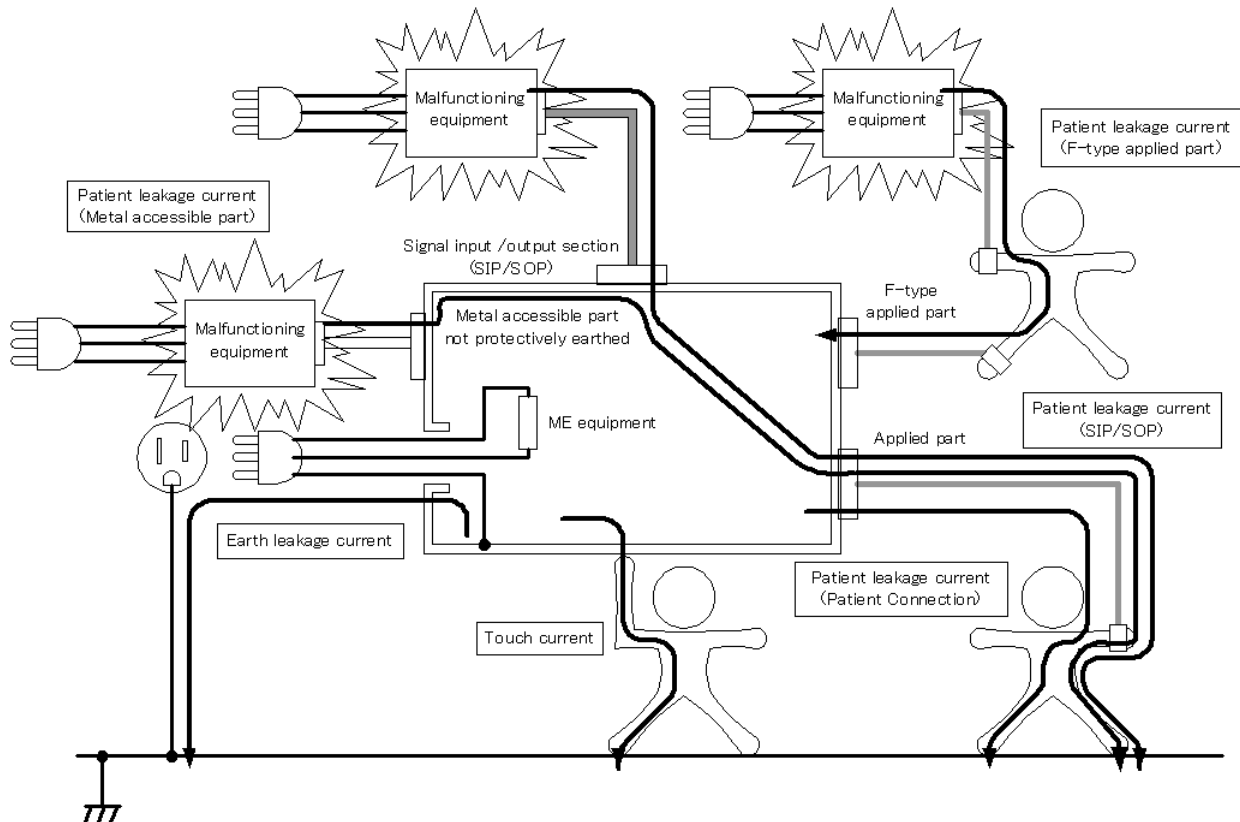 Malfunctioning
equipment
Malfunctioning
equipment
Patient leakage current
(F-type applied part)
Patient leakage current
(Metal accessible part)
Signal input /output section
(SIP/SOP)
F-type
applied part
Malfunctioning
equipment
Metal accessible part
not protectively earthed
ME equipment
Patient leakage current
(SIP/SOP)
Applied part
Earth leakage current
Patient leakage current
(Patient Connection)
Touch current